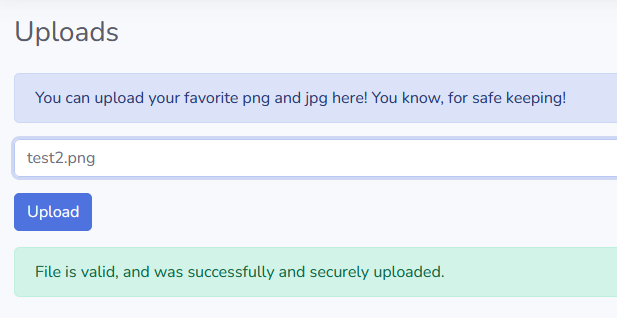 Uploads
You can upload your favorite png and jpg here! You know, for safe keeping!
test2.png
Upload
File is valid, and was successfully and securely uploaded.